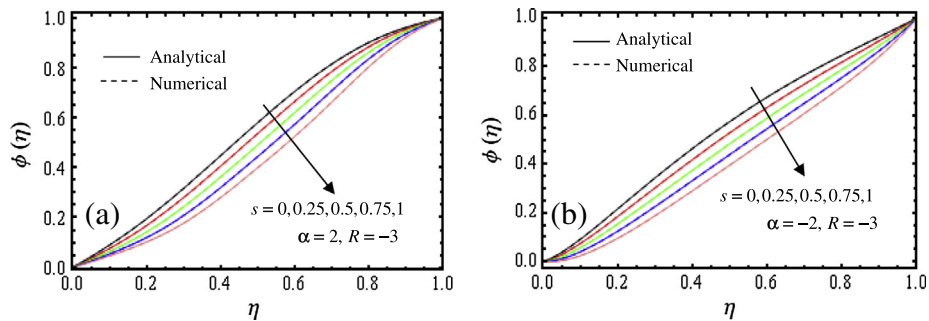 1.0
0.8
0.6
0.4
0.2
0.0
ϕ (η)
Analytical
Numerical
(a)
s = 0,0.25,0.5,0.75,1
α = 2, R = −3
0.0 0.2 0.4 0.6 0.8 1.0
η
1.0
0.8
0.6
0.4
0.2
0.0
ϕ (η)
Analytical
Numerical
(b)
s = 0,0.25,0.5,0.75,1
α = −2, R = −3
0.0 0.2 0.4 0.6 0.8 1.0
η